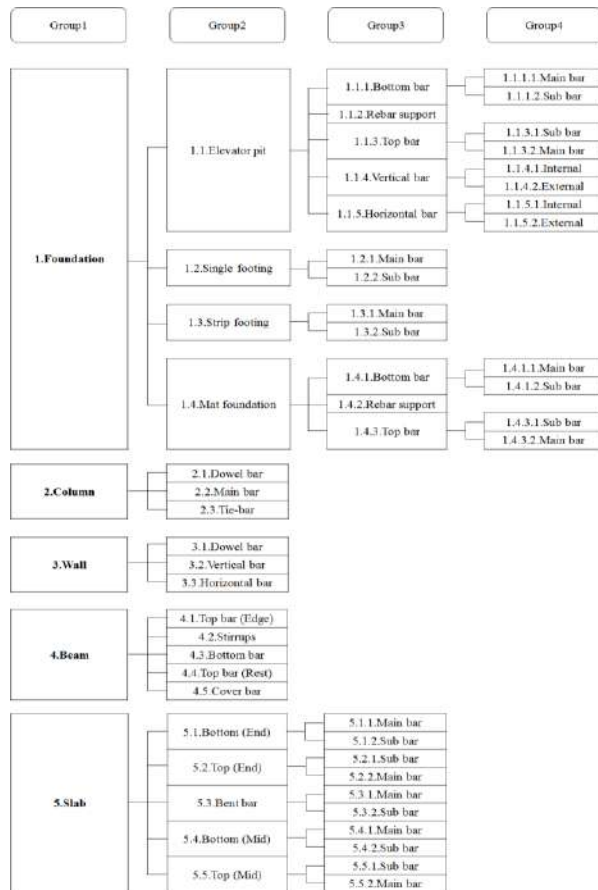 Group1
Group2
Group3
Group4
1.Foundation
1.1.Elevator pit
1.1.1.Bottom bar
1.1.1.1.Main bar
1.1.1.2.Sub bar
1.1.2.Rebar support
1.1.3.Top bar
1.1.3.1.Sub bar
1.1.3.2.Main bar
1.1.4.Vertical bar
1.1.4.1.Internal
1.1.4.2.External
1.1.5.Horizontal bar
1.1.5.1.Internal
1.1.5.2.External
1.2.Single footing
1.2.1.Main bar
1.2.2.Sub bar
1.3.Strip footing
1.3.1.Main bar
1.3.2.Sub bar
1.4.Mat foundation
1.4.1.Bottom bar
1.4.1.1.Main bar
1.4.1.2.Sub bar
1.4.2.Rebar support
1.4.3.Top bar
1.4.3.1.Sub bar
1.4.3.2.Main bar
2.Column
2.1.Dowel bar
2.2.Main bar
2.3.Tie-bar
3.Wall
3.1.Dowel bar
3.2.Vertical bar
3.3.Horizontal bar
4.Beam
4.1.Top bar (Edge)
4.2.Stirrups
4.3.Bottom bar
4.4.Top bar (Rest)
4.5.Cover bar
5.Slab
5.1.Bottom (End)
5.1.1.Main bar
5.1.2.Sub bar
5.2.Top (End)
5.2.1.Sub bar
5.2.2.Main bar
5.3.Bent bar
5.3.1.Main bar
5.3.2.Sub bar
5.4.Bottom (Mid)
5.4.1.Main bar
5.4.2.Sub bar
5.5.Top (Mid)
5.5.1.Sub bar
5.5.2.Main bar